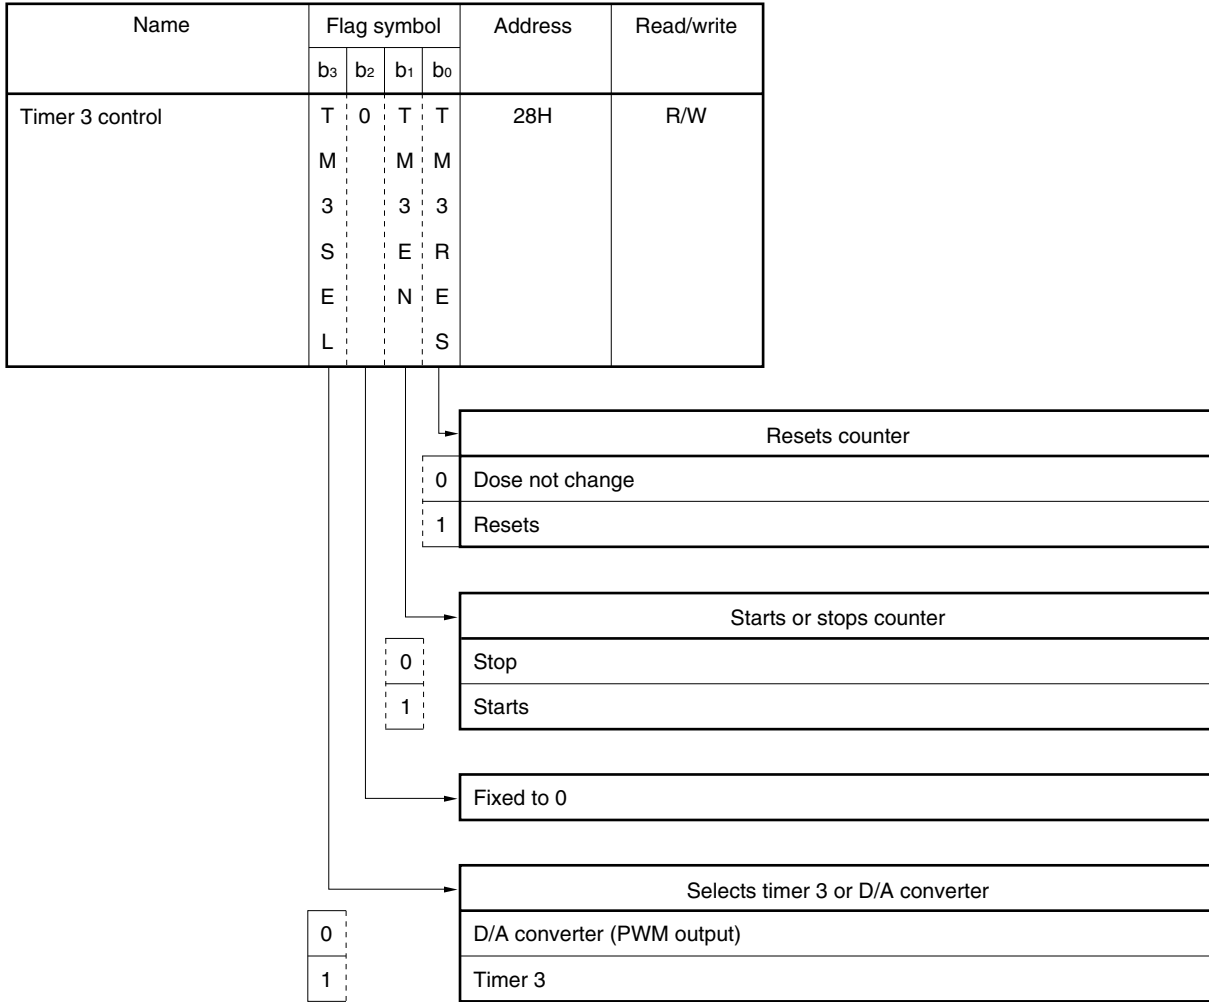 Name Flag symbol Address Read/write
b3 b2 b1 b0
Timer 3 control T 0 T T 28H R/W
M M M
3 3 3
S E R
E N E
L S
Resets counter
0 Dose not change
1 Resets
Starts or stops counter
0 Stop
1 Starts
Fixed to 0
Selects timer 3 or D/A converter
0 D/A converter (PWM output)
1 Timer 3